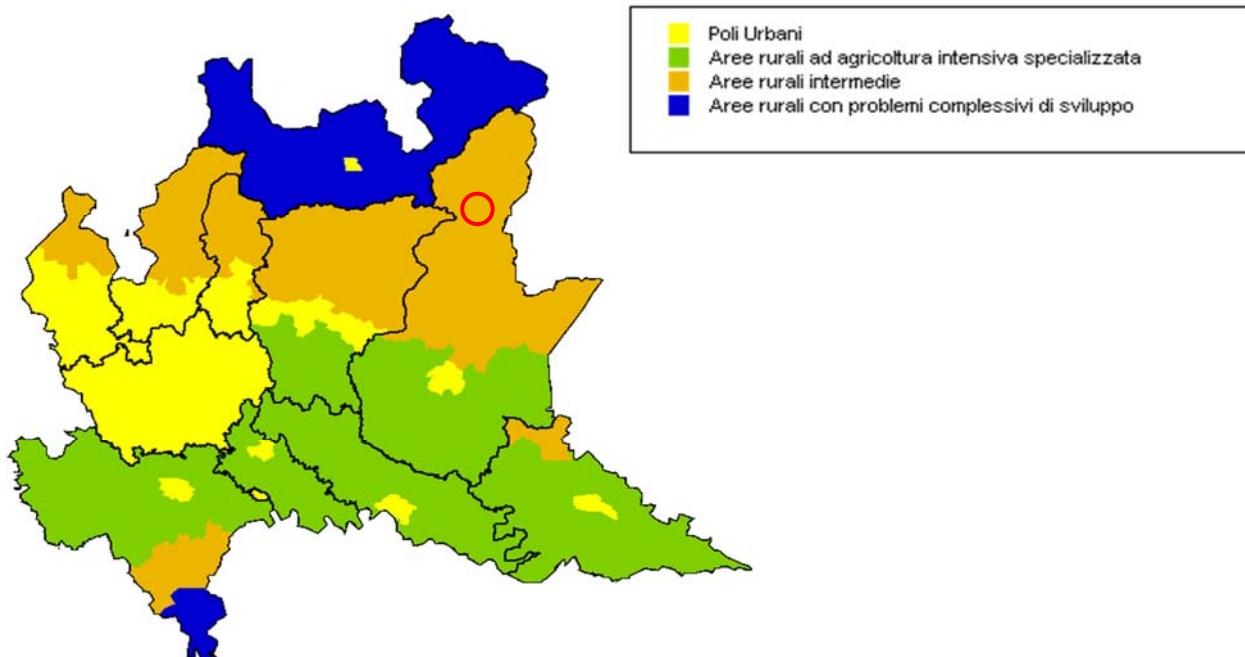 Poli Urbani
Aree rurali ad agricoltura intensiva specializzata
Aree rurali intermedie
Aree rurali con problemi complessivi di sviluppo